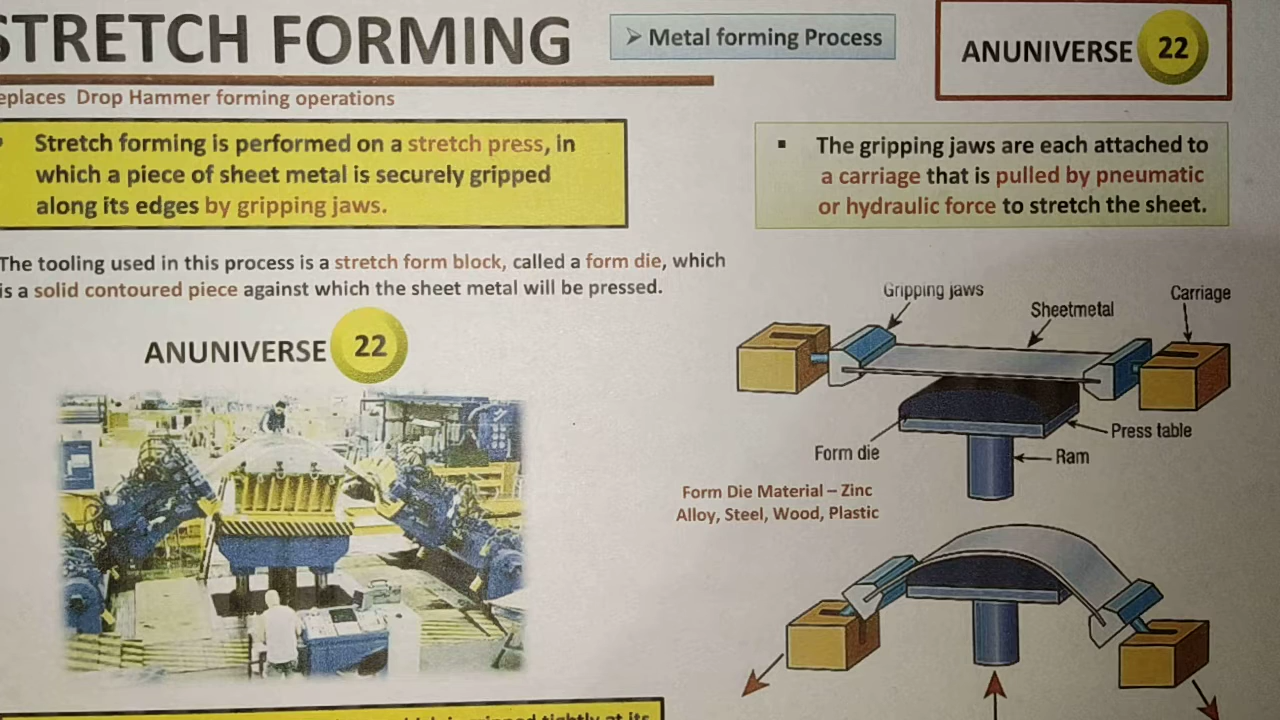 STRETCH FORMING
➢ Metal forming Process
ANUNIVERSE 22
eplaces Drop Hammer forming operations
Stretch forming is performed on a stretch press, in
which a piece of sheet metal is securely gripped
along its edges by gripping jaws.
▪ The gripping jaws are each attached to
a carriage that is pulled by pneumatic
or hydraulic force to stretch the sheet.
The tooling used in this process is a stretch form block, called a form die, which
is a solid contoured piece against which the sheet metal will be pressed.
ANUNIVERSE 22
Gripping jaws
Sheetmetal
Carriage
Form die
Press table
Ram
Form Die Material – Zinc
Alloy, Steel, Wood, Plastic
tightly at its